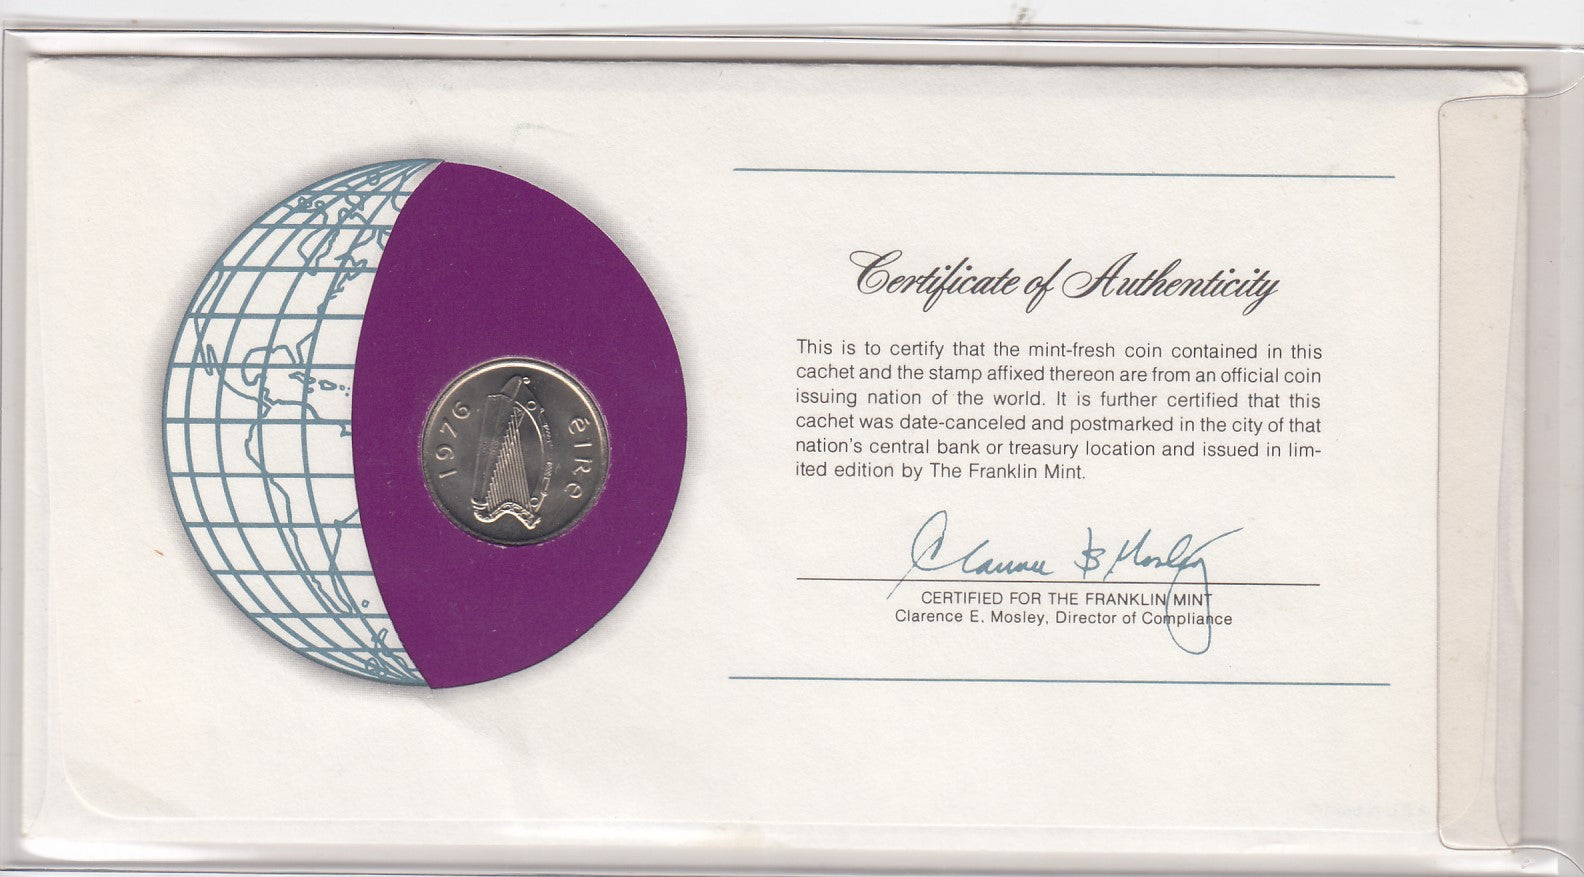 1976
éire
Certificate of Authenticity
This is to certify that the mint-fresh coin contained in this
cachet and the stamp affixed thereon are from an official coin
issuing nation of the world. It is further certified that this
cachet was date-canceled and postmarked in the city of that
nation's central bank or treasury location and issued in lim-
ited edition by The Franklin Mint.
CERTIFIED FOR THE FRANKLIN MINT
Clarence E. Mosley, Director of Compliance